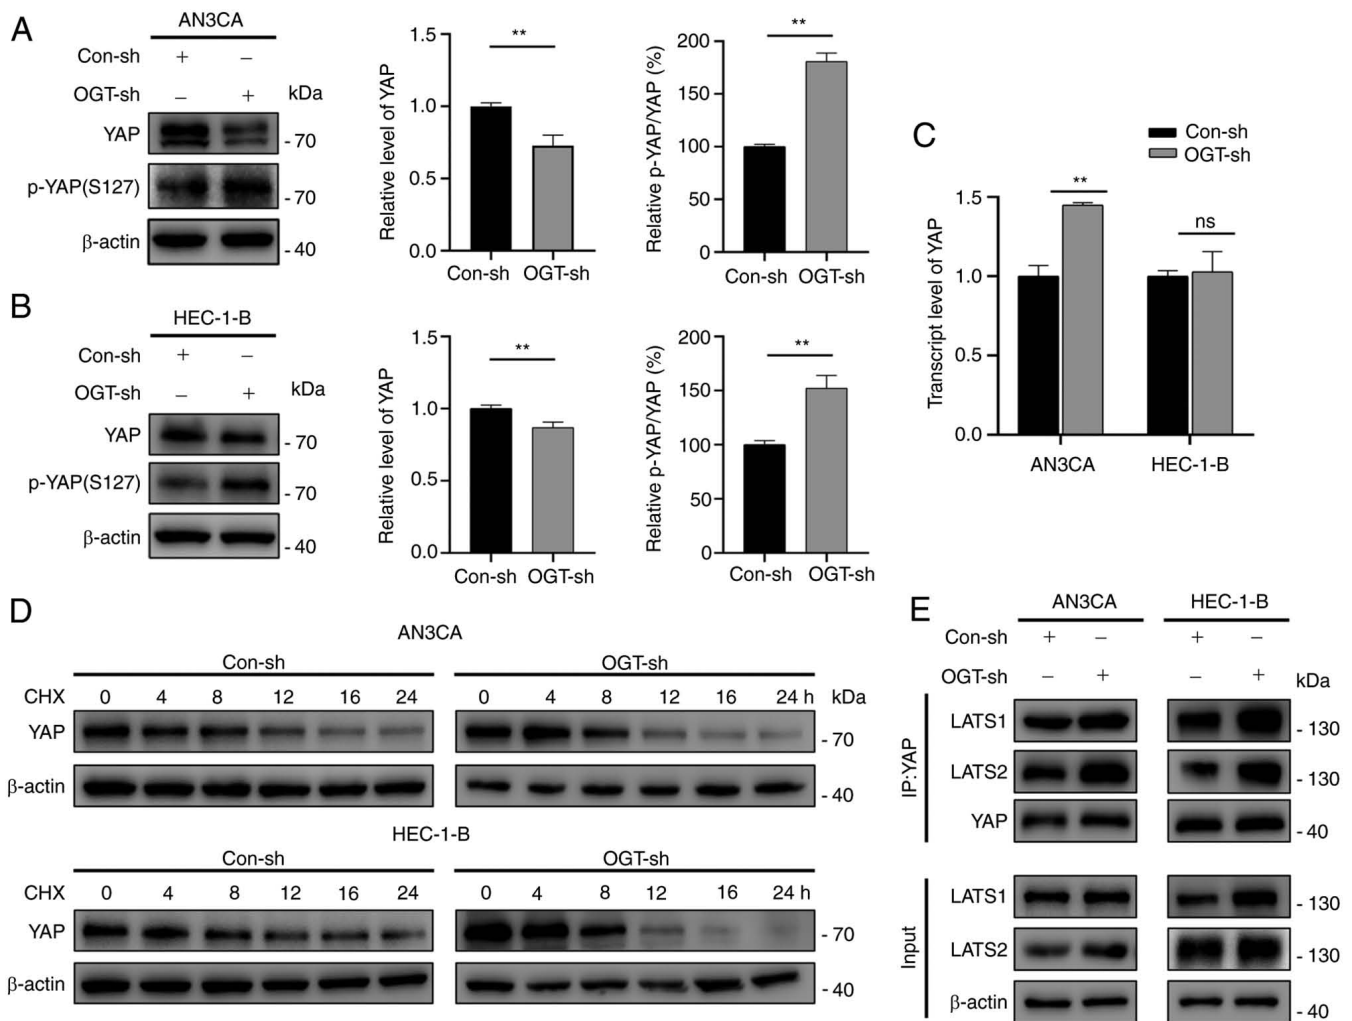 A
AN3CA
Con-sh + −
OGT-sh − + kDa
YAP - 70
p-YAP(S127) - 70
β-actin - 40
Relative level of YAP
1.5
1.0
0.5
0.0
**
Con-sh OGT-sh
Relative p-YAP/YAP (%)
200
150
100
50
0
**
Con-sh OGT-sh
B
HEC-1-B
Con-sh + −
OGT-sh − + kDa
YAP - 70
p-YAP(S127) - 70
β-actin - 40
Relative level of YAP
1.5
1.0
0.5
0.0
**
Con-sh OGT-sh
Relative p-YAP/YAP (%)
200
150
100
50
0
**
Con-sh OGT-sh
C
Con-sh
OGT-sh
Transcript level of YAP
1.5
1.0
0.5
0.0
** ns
AN3CA HEC-1-B
D
AN3CA
Con-sh OGT-sh
CHX 0 4 8 12 16 24 0 4 8 12 16 24 h kDa
YAP - 70
β-actin - 40
HEC-1-B
Con-sh OGT-sh
CHX 0 4 8 12 16 24 0 4 8 12 16 24 h
YAP - 70
β-actin - 40
E
AN3CA HEC-1-B
Con-sh + − + −
OGT-sh − + − + kDa
IP:YAP
LATS1 - 130
LATS2 - 130
YAP - 40
Input
LATS1 - 130
LATS2 - 130
β-actin - 40